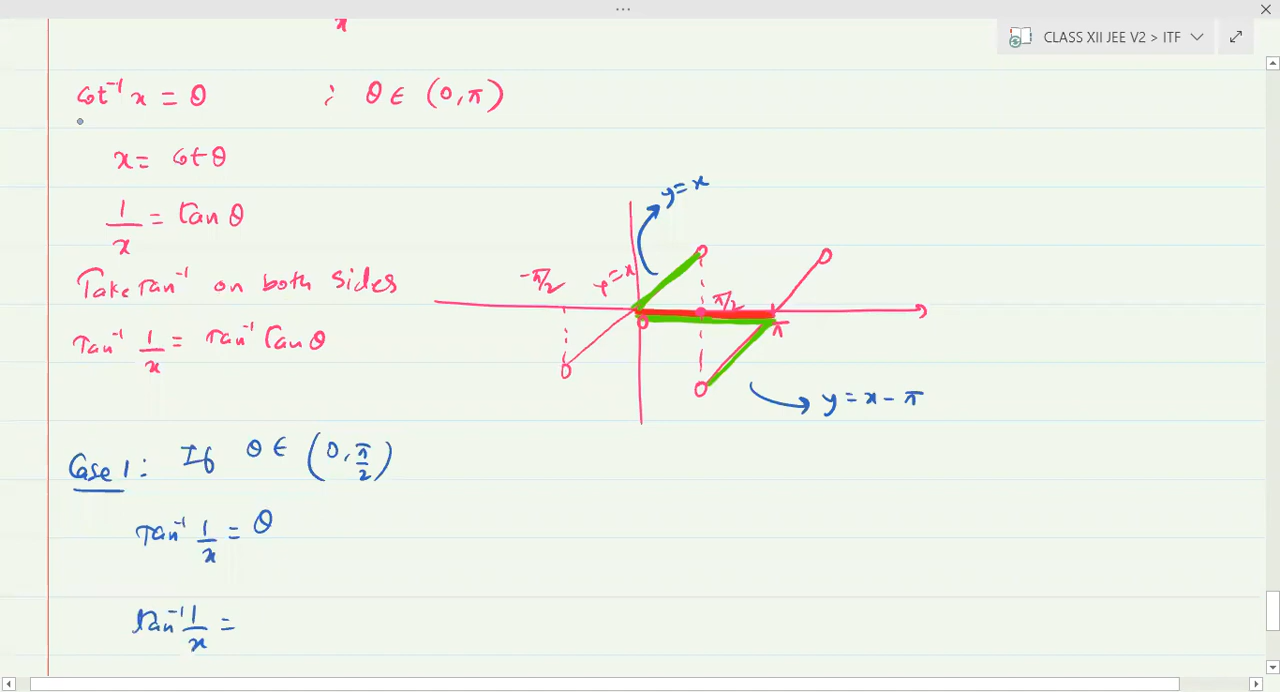 ...
CLASS XII JEE V2 > ITF
x
cot⁻¹ x = θ ; θ ∈ (0, π)
x = cot θ
1/x = tan θ
Take tan⁻¹ on both sides
tan⁻¹ 1/x = tan⁻¹ tan θ
y = x
-π/2
y = x
π/2
0
π
y = x - π
Case 1: If θ ∈ (0, π/2)
tan⁻¹ 1/x = θ
tan⁻¹ 1/x =